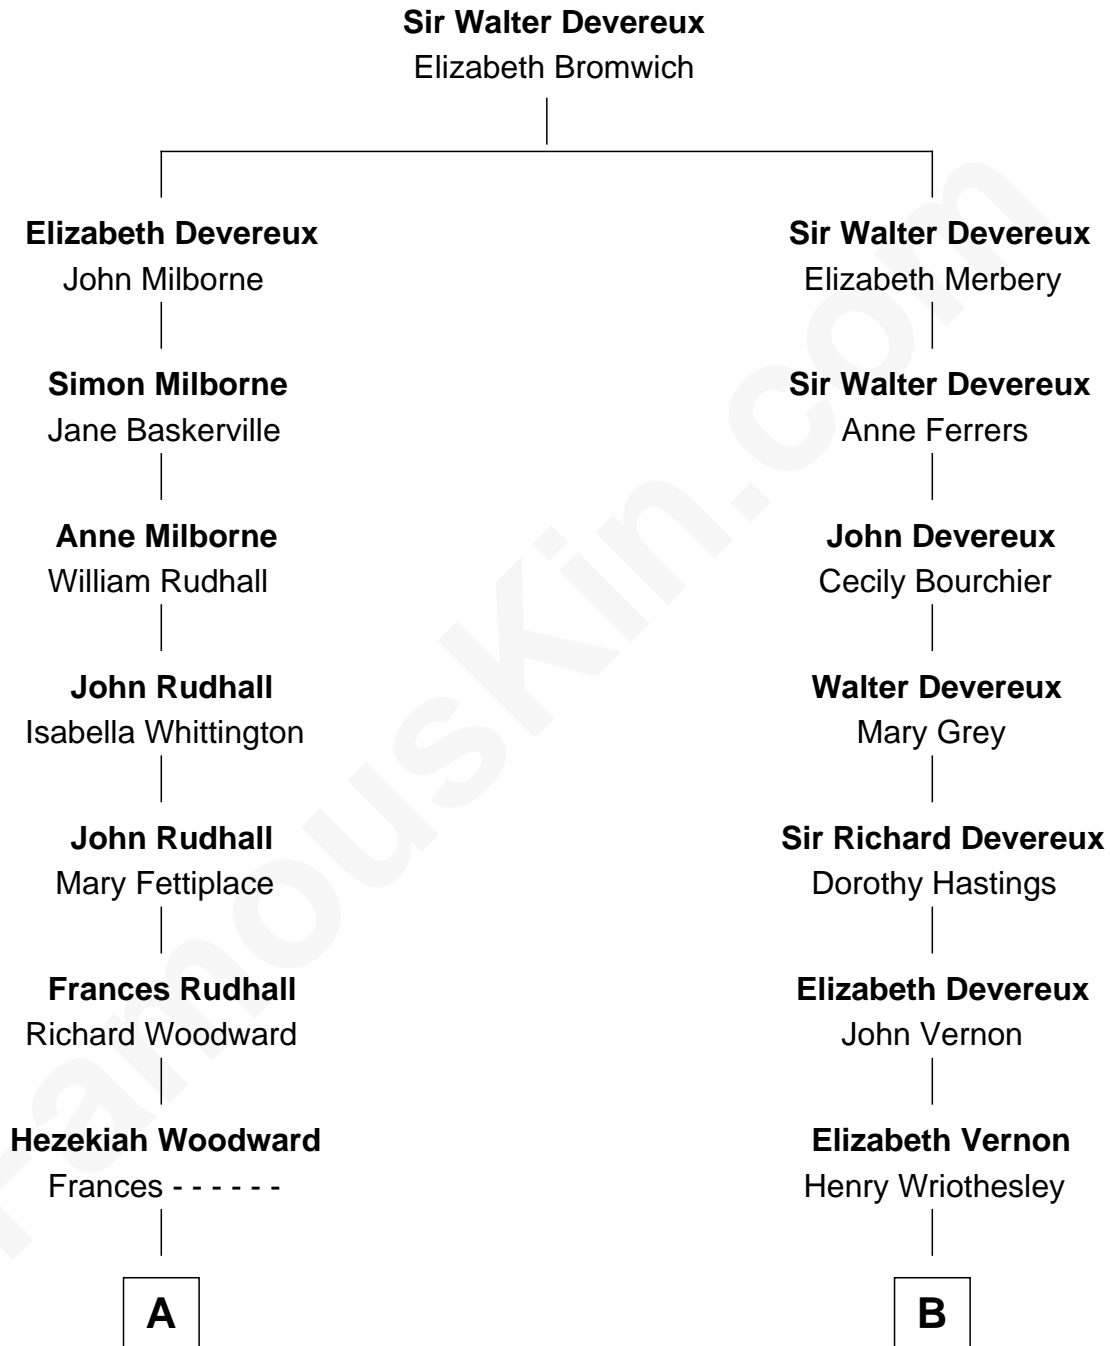 Sir Walter Devereux
Elizabeth Bromwich
Elizabeth Devereux
John Milborne
Sir Walter Devereux
Elizabeth Merbery
Simon Milborne
Jane Baskerville
Sir Walter Devereux
Anne Ferrers
Anne Milborne
William Rudhall
John Devereux
Cecily Bourchier
John Rudhall
Isabella Whittington
Walter Devereux
Mary Grey
John Rudhall
Mary Fettiplace
Sir Richard Devereux
Dorothy Hastings
Frances Rudhall
Richard Woodward
Elizabeth Devereux
John Vernon
Hezekiah Woodward
Frances - - - - - -
Elizabeth Vernon
Henry Wriothesley
A
B
FamousKin.com